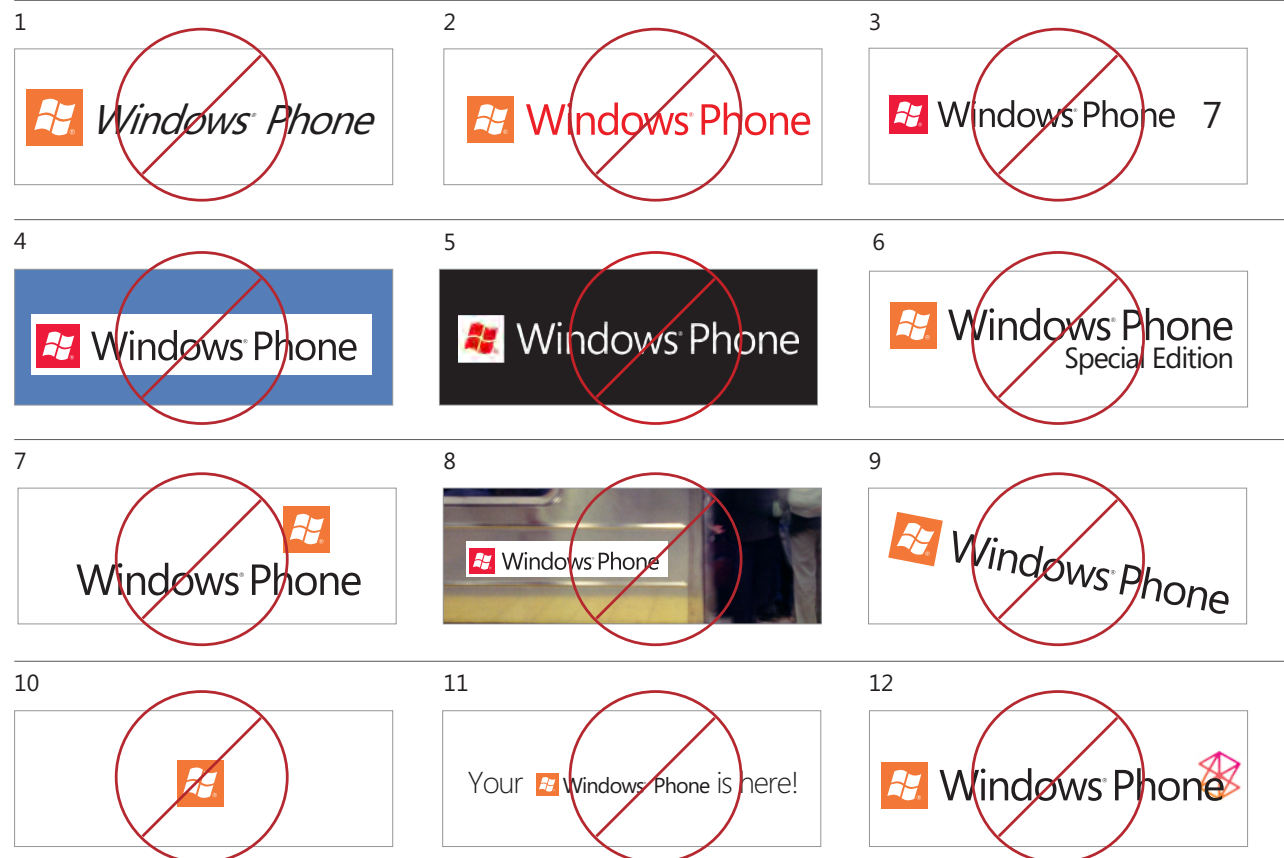 1
2
3
Windows® Phone
Windows® Phone
Windows® Phone 7
4
5
6
Windows® Phone
Windows® Phone
Windows® Phone
Special Edition
7
8
9
Windows® Phone
Windows® Phone
Windows® Phone
10
11
12
Your Windows® Phone is here!
Windows® Phone